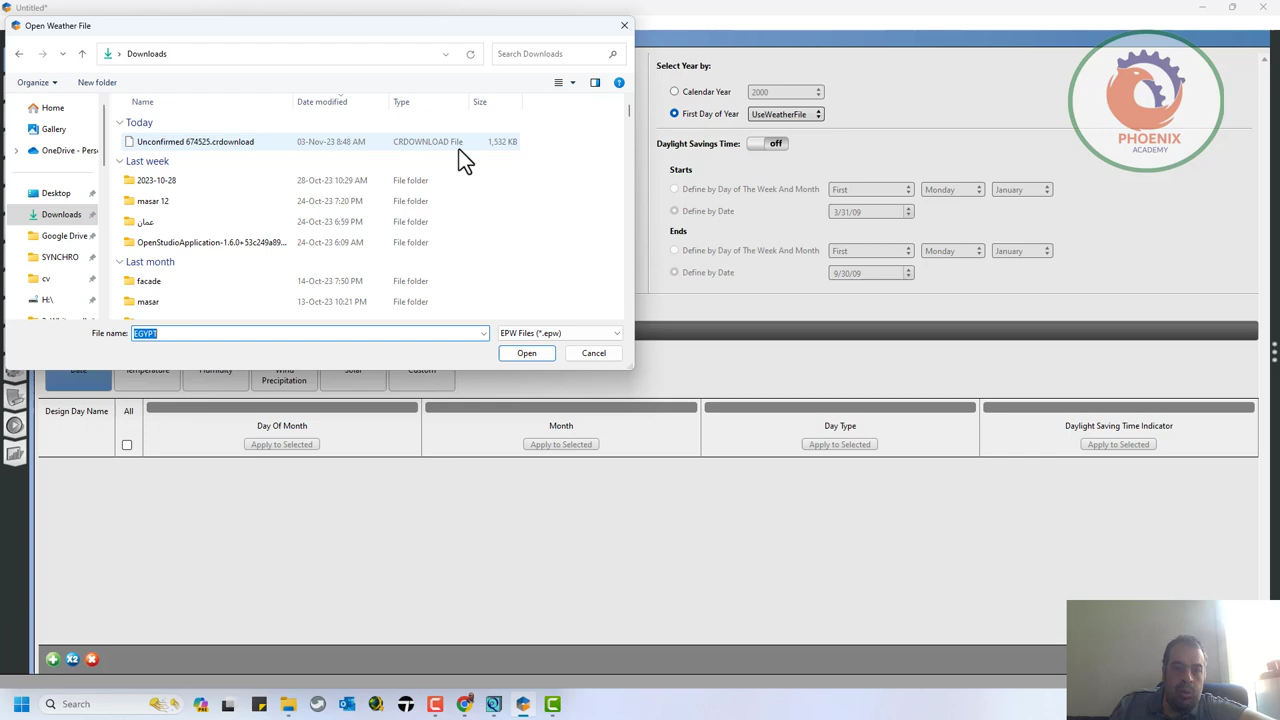 Untitled*
Open Weather File
Downloads
Search Downloads
Organize
New folder
Name
Date modified
Type
Size
Home
Gallery
OneDrive - Pers
Desktop
Downloads
Google Drive
SYNCHRO
cv
H:\
Today
Unconfirmed 674525.crdownload 03-Nov-23 8:48 AM CRDOWNLOAD File 1,532 KB
Last week
2023-10-28 28-Oct-23 10:29 AM File folder
masar 12 24-Oct-23 7:20 PM File folder
عمان 24-Oct-23 6:59 PM File folder
OpenStudioApplication-1.6.0+53c249a89... 24-Oct-23 6:09 AM File folder
Last month
facade 14-Oct-23 7:50 PM File folder
masar 13-Oct-23 10:21 PM File folder
File name: EGYPT
EPW Files (*.epw)
Open
Cancel
Select Year by:
Calendar Year 2000
First Day of Year UseWeatherFile
Daylight Savings Time: off
Starts
Define by Day of The Week And Month First Monday January
Define by Date 3/31/09
Ends
Define by Day of The Week And Month First Monday January
Define by Date 9/30/09
PHOENIX
ACADEMY
Date
Temperature
Humidity
Wind
Precipitation
Solar
Custom
Design Day Name
All
Day Of Month
Apply to Selected
Month
Apply to Selected
Day Type
Apply to Selected
Daylight Saving Time Indicator
Apply to Selected
X2
Search